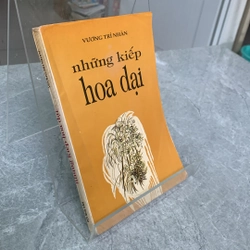 VƯƠNG TRÍ NHÀN
những kiếp
hoa dại